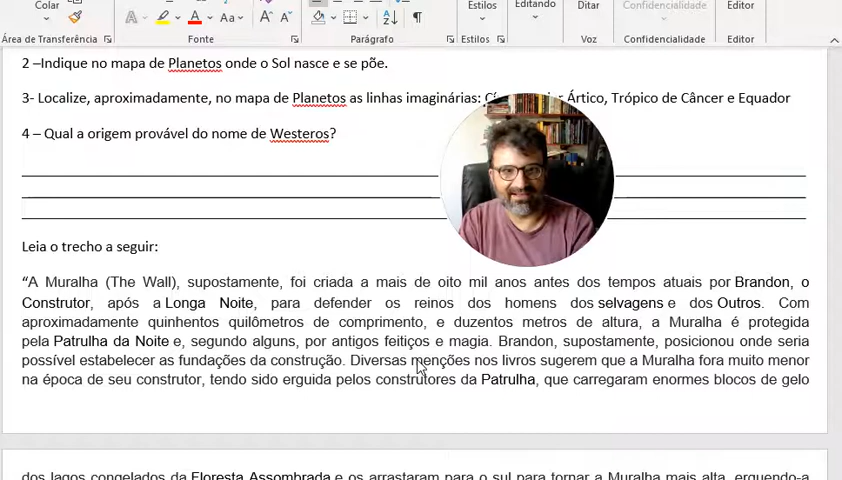 Colar
Aa
Estilos
Editando
Ditar
Confidencialidade
Editor
Área de Transferência
Fonte
Parágrafo
Estilos
Voz
Confidencialidade
Editor
2 –Indique no mapa de Planetos onde o Sol nasce e se põe.
3- Localize, aproximadamente, no mapa de Planetos as linhas imaginárias: Ártico, Trópico de Câncer e Equador
4 – Qual a origem provável do nome de Westeros?
Leia o trecho a seguir:
“A Muralha (The Wall), supostamente, foi criada a mais de oito mil anos antes dos tempos atuais por Brandon, o
Construtor, após a Longa Noite, para defender os reinos dos homens dos selvagens e dos Outros. Com
aproximadamente quinhentos quilômetros de comprimento, e duzentos metros de altura, a Muralha é protegida
pela Patrulha da Noite e, segundo alguns, por antigos feitiços e magia. Brandon, supostamente, posicionou onde seria
possível estabelecer as fundações da construção. Diversas menções nos livros sugerem que a Muralha fora muito menor
na época de seu construtor, tendo sido erguida pelos construtores da Patrulha, que carregaram enormes blocos de gelo
dos lagos congelados da Floresta Assombrada e os arrastaram para o sul para tornar a Muralha mais alta, erguendo-a